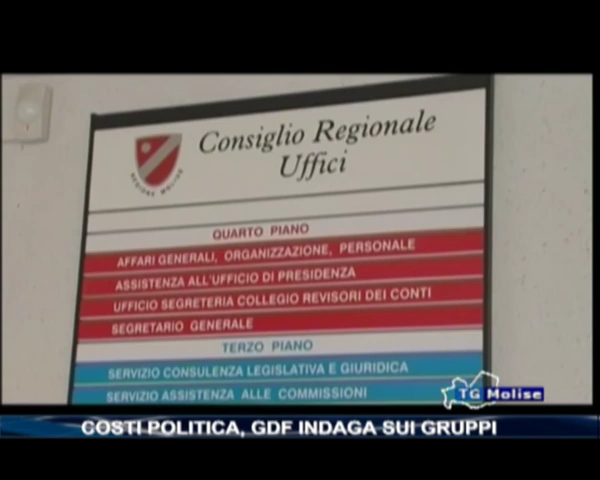 Consiglio Regionale
Uffici
REGIONE MOLISE
QUARTO PIANO
AFFARI GENERALI, ORGANIZZAZIONE, PERSONALE
ASSISTENZA ALL'UFFICIO DI PRESIDENZA
UFFICIO SEGRETERIA COLLEGIO REVISORI DEI CONTI
SEGRETARIO GENERALE
TERZO PIANO
SERVIZIO CONSULENZA LEGISLATIVA E GIURIDICA
SERVIZIO ASSISTENZA ALLE COMMISSIONI
TG Molise
COSTI POLITICA, GDF INDAGA SUI GRUPPI